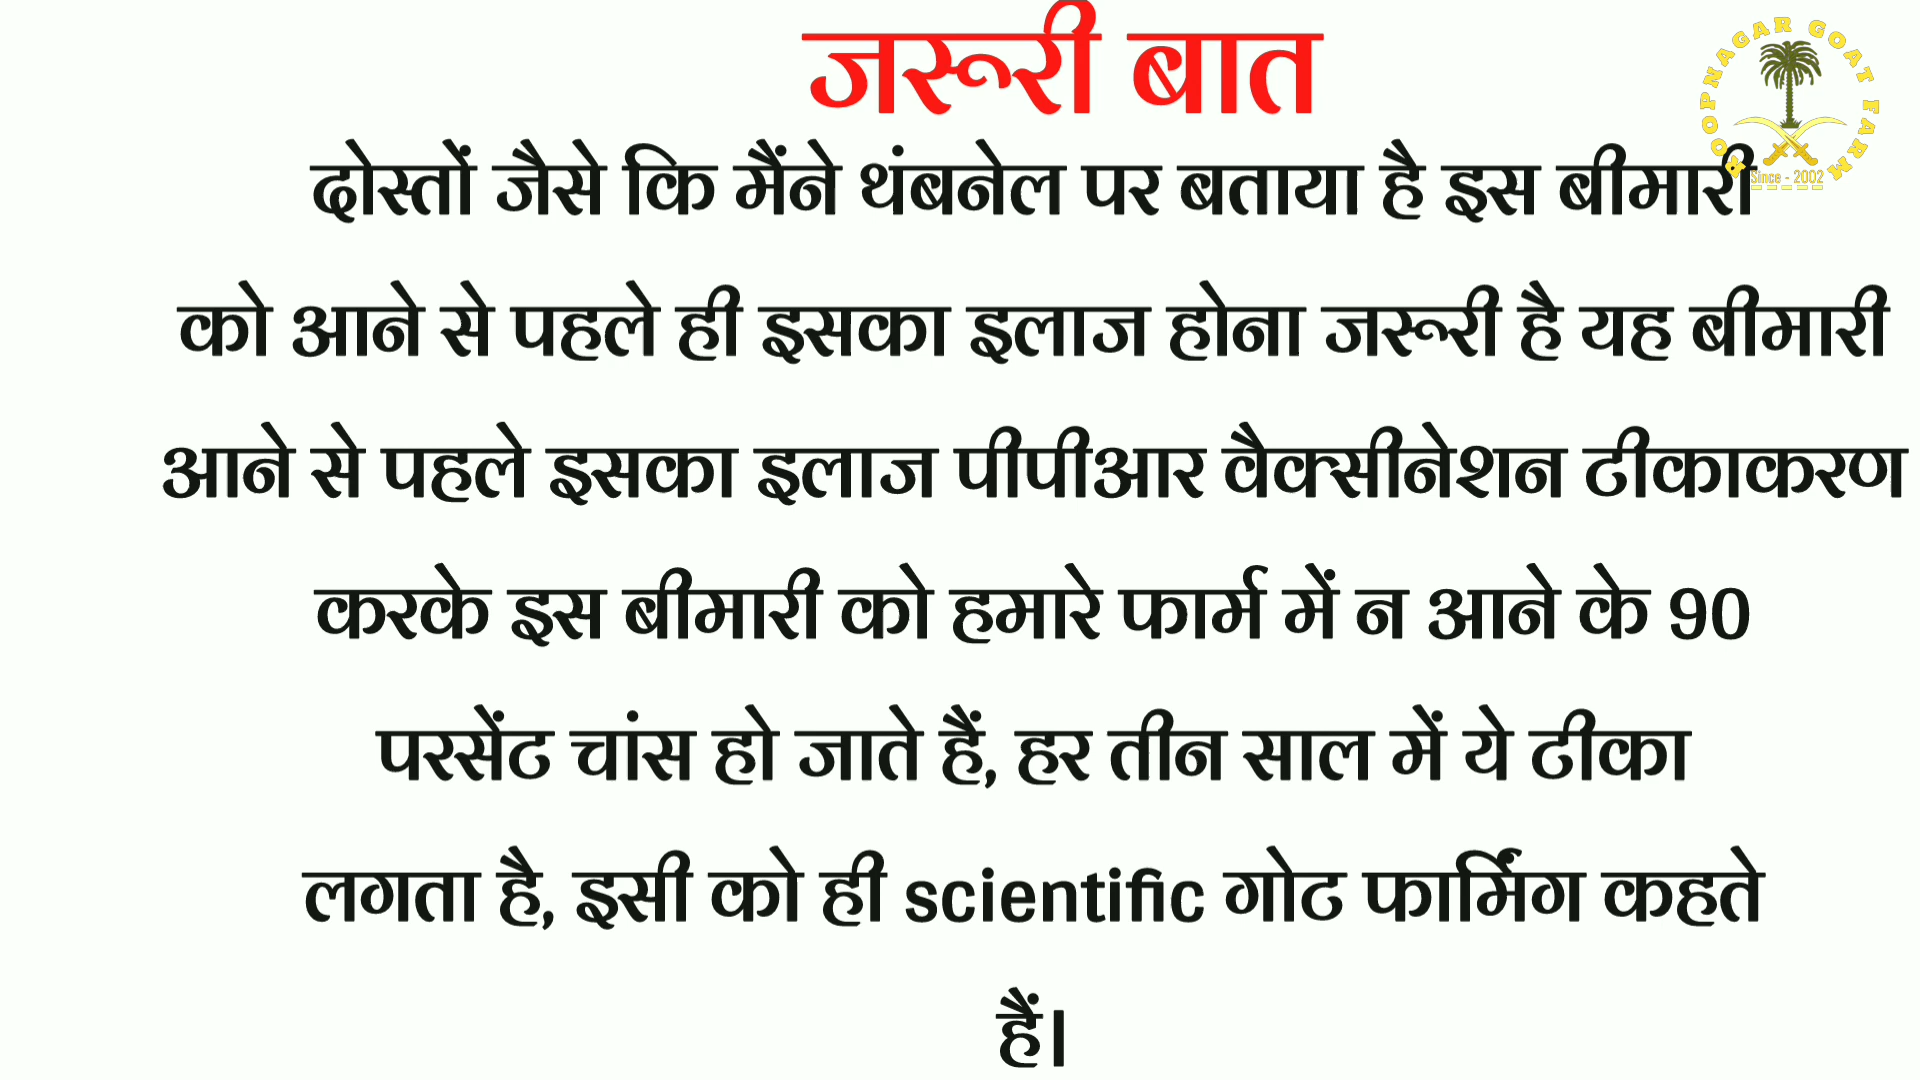 जरूरी बात
ROOPNAGAR GOAT FARM
Since - 2002
दोस्तों जैसे कि मैंने थंबनेल पर बताया है इस बीमारी
को आने से पहले ही इसका इलाज होना जरूरी है यह बीमारी
आने से पहले इसका इलाज पीपीआर वैक्सीनेशन टीकाकरण
करके इस बीमारी को हमारे फार्म में न आने के 90
परसेंट चांस हो जाते हैं, हर तीन साल में ये टीका
लगता है, इसी को ही scientific गोट फार्मिंग कहते
हैं।